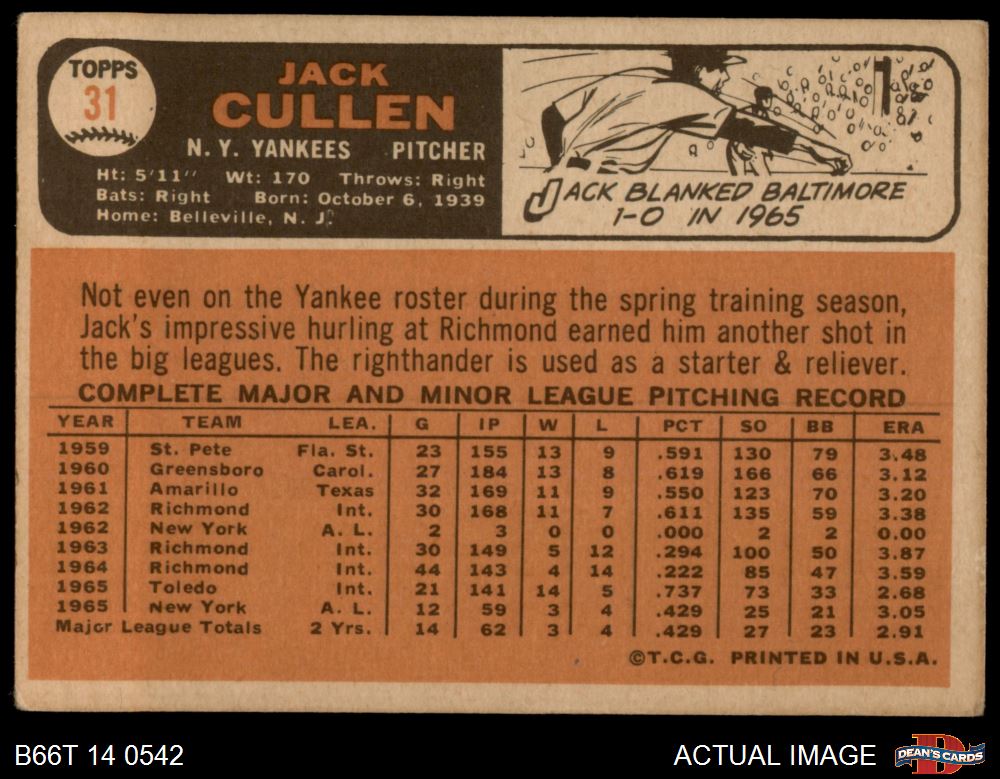 TOPPS
31
JACK
CULLEN
N. Y. YANKEES PITCHER
Ht: 5'11" Wt: 170 Throws: Right
Bats: Right Born: October 6, 1939
Home: Belleville, N. J.
JACK BLANKED BALTIMORE
1-0 IN 1965
Not even on the Yankee roster during the spring training season,
Jack's impressive hurling at Richmond earned him another shot in
the big leagues. The righthander is used as a starter & reliever.
COMPLETE MAJOR AND MINOR LEAGUE PITCHING RECORD
YEAR TEAM LEA. G IP W L PCT SO BB ERA
1959 St. Pete Fla. St. 23 155 13 9 .591 130 79 3.48
1960 Greensboro Carol. 27 184 13 8 .619 166 66 3.12
1961 Amarillo Texas 32 169 11 9 .550 123 70 3.20
1962 Richmond Int. 30 168 11 7 .611 135 59 3.38
1962 New York A. L. 2 3 0 0 .000 2 2 0.00
1963 Richmond Int. 30 149 5 12 .294 100 50 3.87
1964 Richmond Int. 44 143 4 14 .222 85 47 3.59
1965 Toledo Int. 21 141 14 5 .737 73 33 2.68
1965 New York A. L. 12 59 3 4 .429 25 21 3.05
Major League Totals 2 Yrs. 14 62 3 4 .429 27 23 2.91
©T.C.G. PRINTED IN U.S.A.
B66T 14 0542 ACTUAL IMAGE DEAN'S CARDS